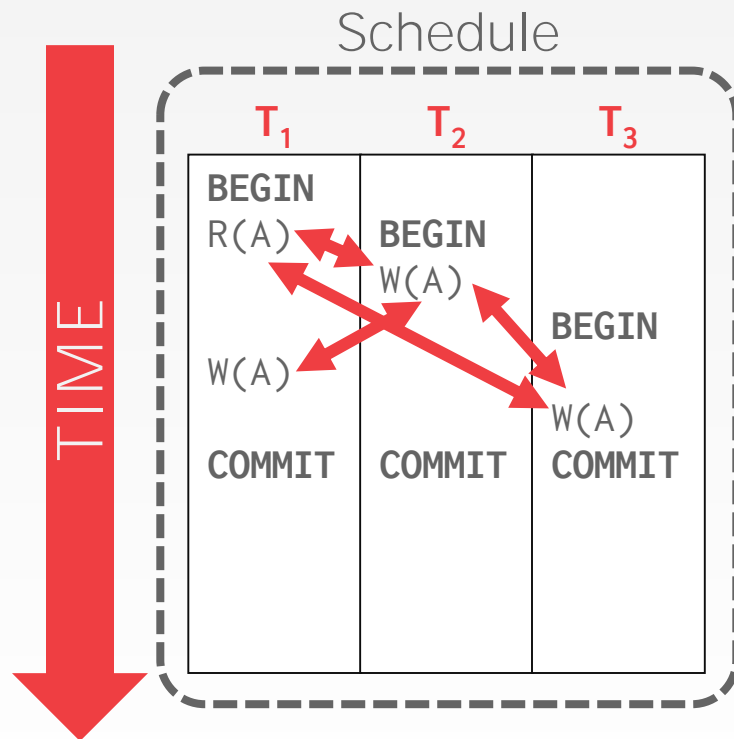 Schedule
TIME
T1 T2 T3
BEGIN
R(A) BEGIN
W(A)
BEGIN
W(A)
W(A)
COMMIT COMMIT COMMIT